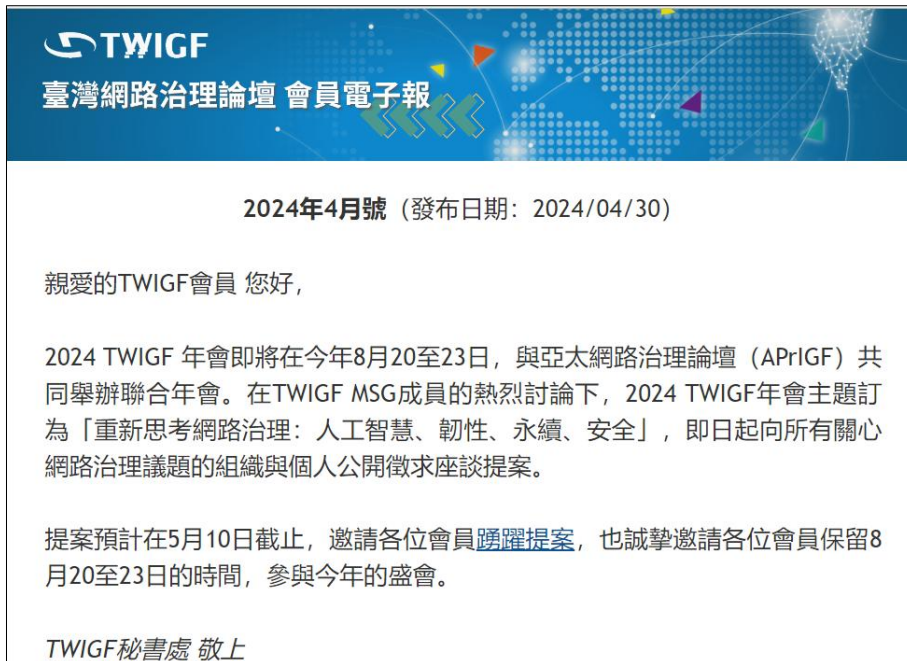 TWIGF
臺灣網路治理論壇 會員電子報
2024年4月號（發布日期：2024/04/30）
親愛的TWIGF會員 您好，
2024 TWIGF 年會即將在今年8月20至23日，與亞太網路治理論壇（APrIGF）共
同舉辦聯合年會。在TWIGF MSG成員的熱烈討論下，2024 TWIGF年會主題訂
為「重新思考網路治理：人工智慧、韌性、永續、安全」，即日起向所有關心
網路治理議題的組織與個人公開徵求座談提案。
提案預計在5月10日截止，邀請各位會員踴躍提案，也誠摯邀請各位會員保留8
月20至23日的時間，參與今年的盛會。
TWIGF秘書處 敬上